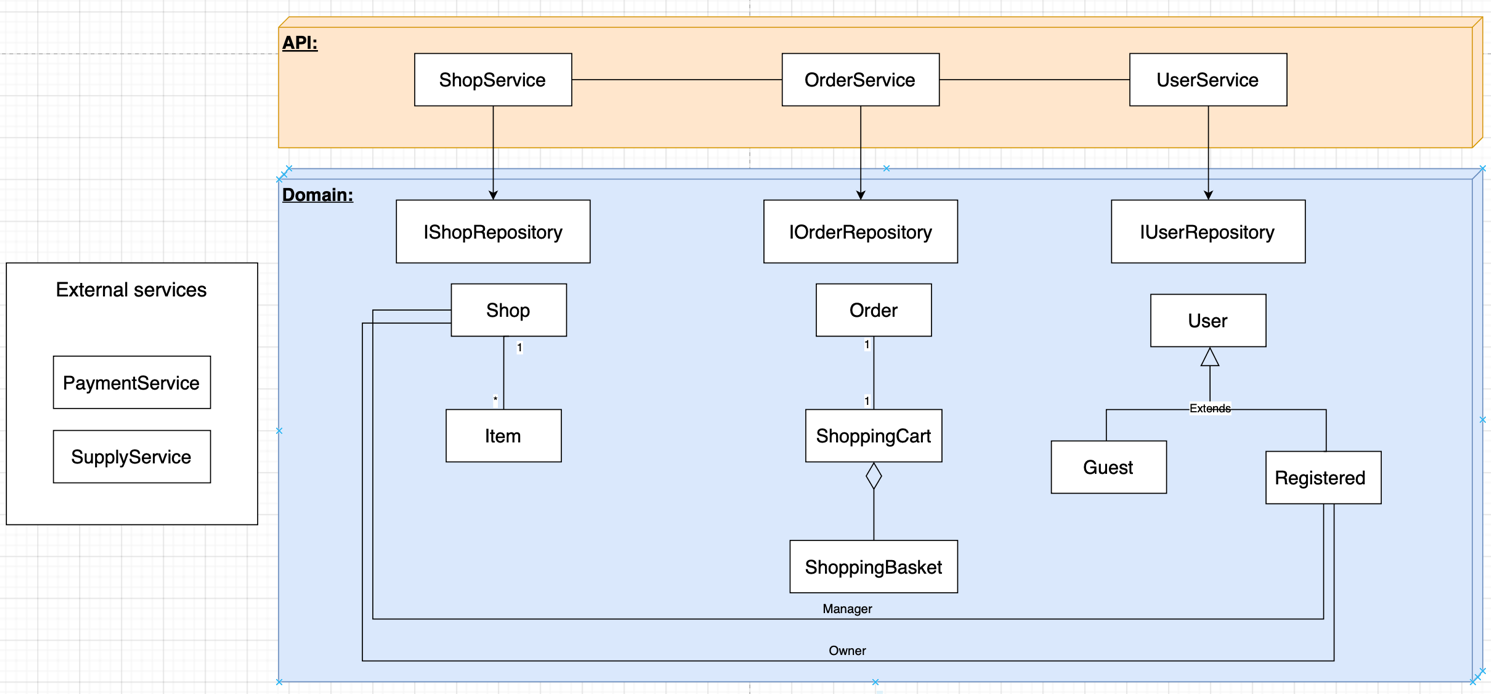 API:
ShopService
OrderService
UserService
Domain:
IShopRepository
IOrderRepository
IUserRepository
External services
PaymentService
SupplyService
Shop
1
*
Item
Order
1
1
ShoppingCart
ShoppingBasket
User
Extends
Guest
Registered
Manager
Owner